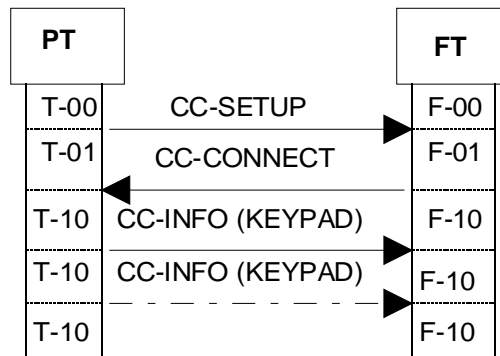 PT FT
T-00 CC-SETUP F-00
T-01 CC-CONNECT F-01
T-10 CC-INFO (KEYPAD) F-10
T-10 CC-INFO (KEYPAD) F-10
T-10 F-10